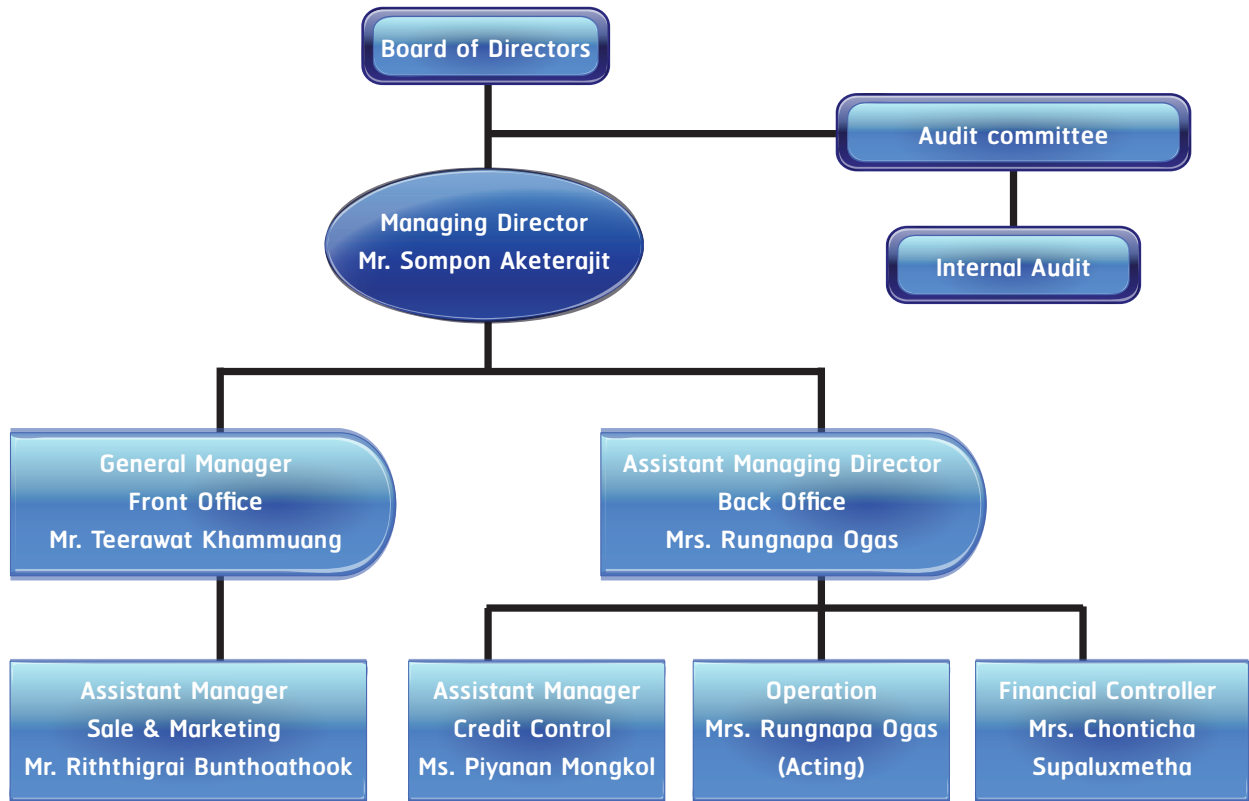 Board of Directors
Audit committee
Managing Director
Mr. Sompon Aketerajit
Internal Audit
General Manager
Front Office
Mr. Teerawat Khammuang
Assistant Managing Director
Back Office
Mrs. Rungnapa Ogas
Assistant Manager
Sale & Marketing
Mr. Riththigrai Bunthoathook
Assistant Manager
Credit Control
Ms. Piyanan Mongkol
Operation
Mrs. Rungnapa Ogas
(Acting)
Financial Controller
Mrs. Chonticha
Supaluxmetha